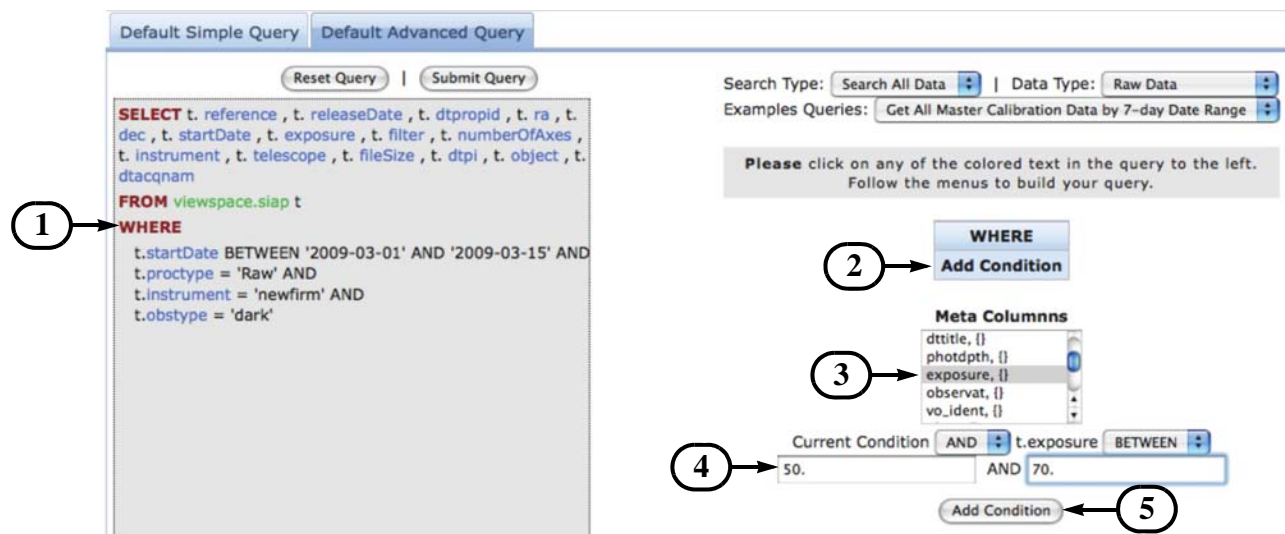 Default Simple Query
Default Advanced Query
Reset Query | Submit Query
SELECT t. reference , t. releaseDate , t. dtpropid , t. ra , t.
dec , t. startDate , t. exposure , t. filter , t. numberOfAxes ,
t. instrument , t. telescope , t. fileSize , t. dtpi , t. object , t.
dtacqnam
FROM viewspace.siap t
1
WHERE
t.startDate BETWEEN '2009-03-01' AND '2009-03-15' AND
t.proctype = 'Raw' AND
t.instrument = 'newfirm' AND
t.obstype = 'dark'
Search Type: Search All Data | Data Type: Raw Data
Examples Queries: Get All Master Calibration Data by 7-day Date Range
Please click on any of the colored text in the query to the left.
Follow the menus to build your query.
WHERE
2
Add Condition
Meta Columnns
dttitle, {}
photdpth, {}
3
exposure, {}
observat, {}
vo_ident, {}
Current Condition AND t.exposure BETWEEN
4
50. AND 70.
Add Condition
5